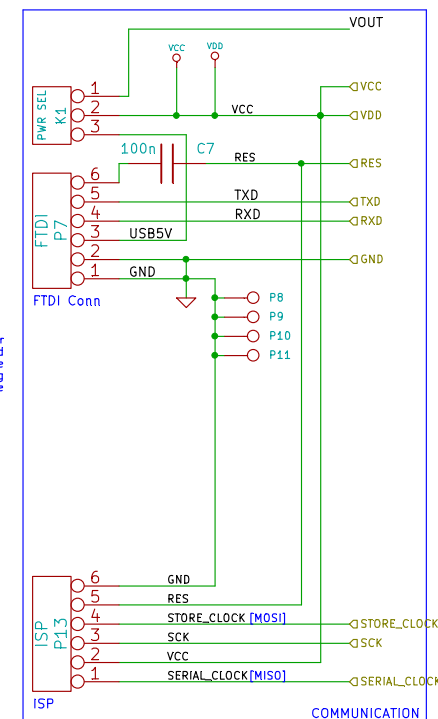 VOUT
VCC
VDD
PWR SEL
K1
1
2
3
VCC
VCC
VDD
100n
C7
RES
RES
FTDI
P7
6
5
4
3
2
1
TXD
TXD
RXD
RXD
USB5V
GND
GND
FTDI Conn
P8
P9
P10
P11
ISP
P13
6
5
4
3
2
1
GND
RES
STORE_CLOCK [MOSI]
STORE_CLOCK
SCK
SCK
VCC
SERIAL_CLOCK [MISO]
SERIAL_CLOCK
ISP
COMMUNICATION